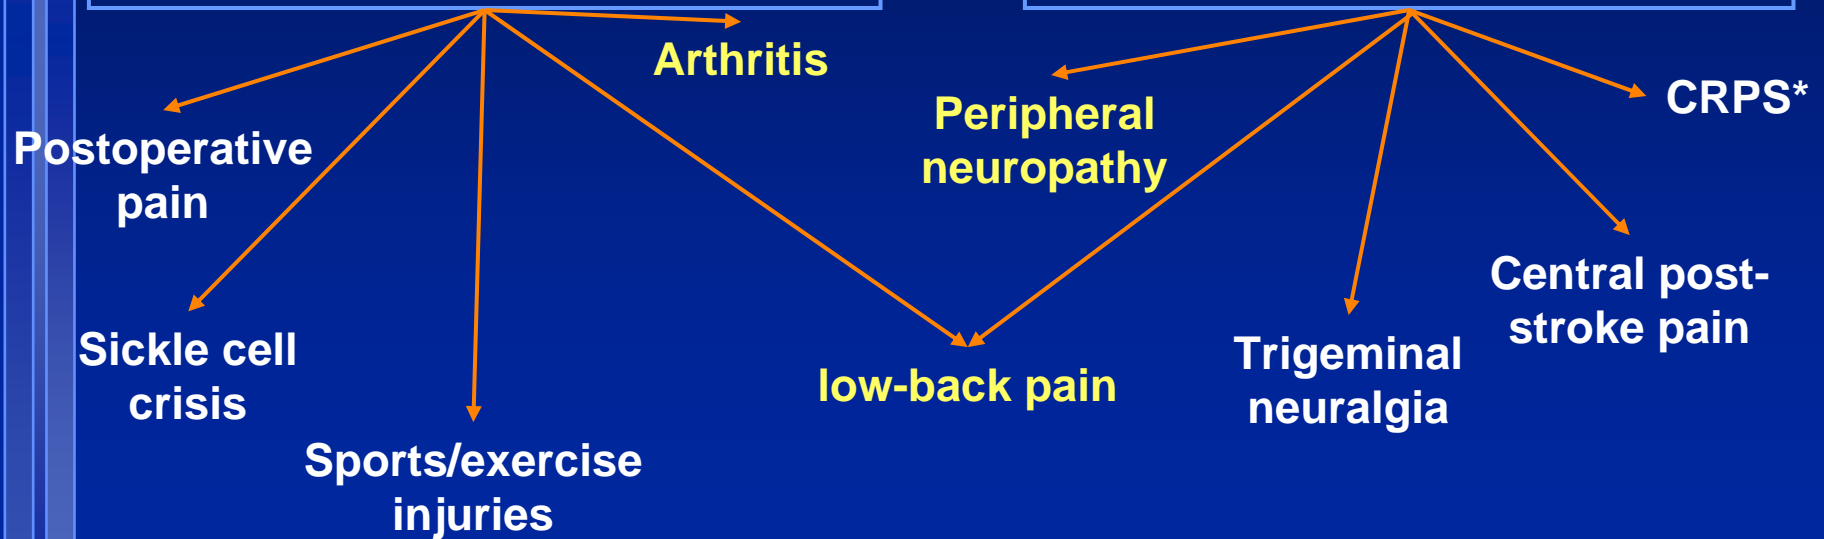 Arthritis
CRPS*
Peripheral
neuropathy
Postoperative
pain
Central post-
stroke pain
Sickle cell
crisis
low-back pain
Trigeminal
neuralgia
Sports/exercise
injuries